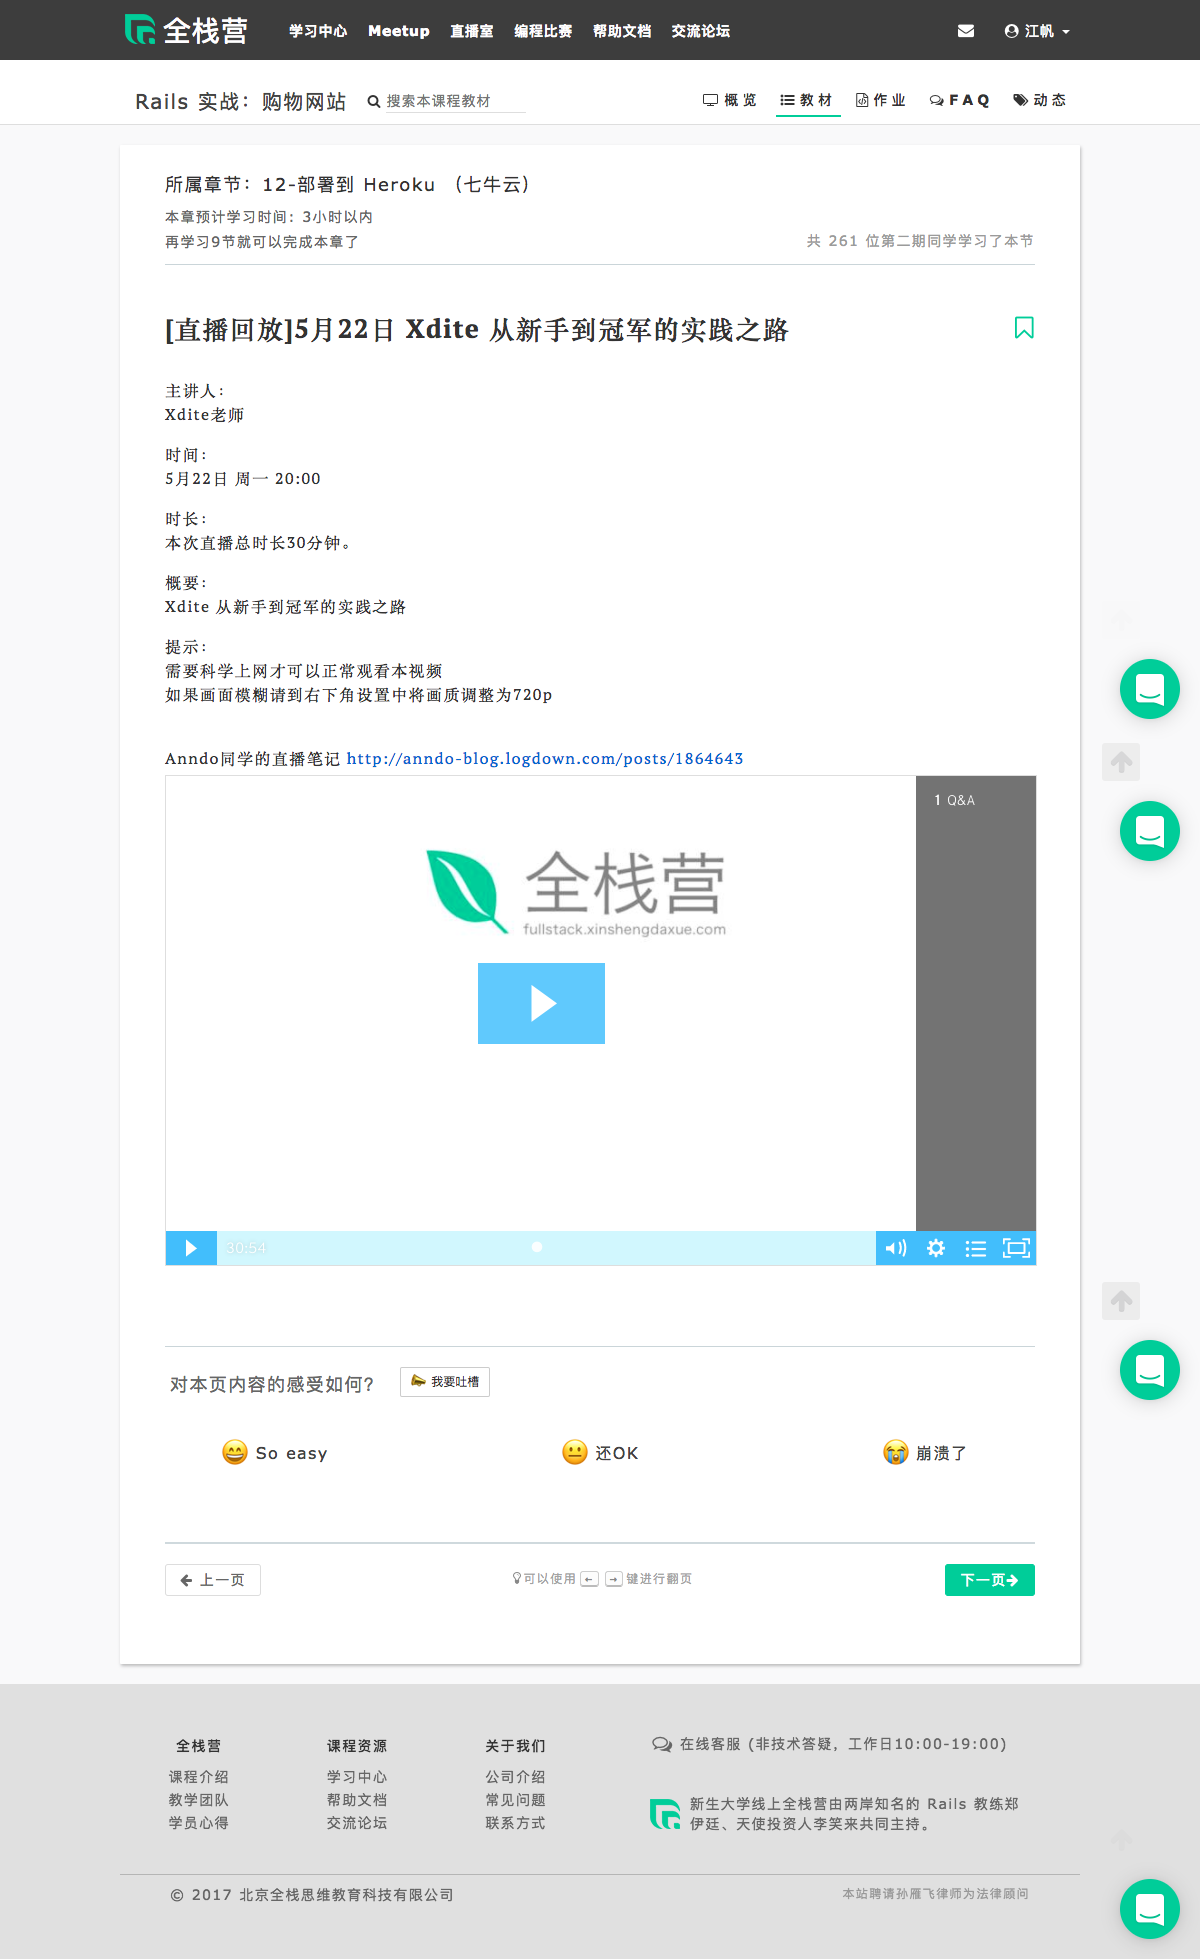 全栈营
学习中心 Meetup 直播室 编程比赛 帮助文档 交流论坛 江帆
Rails 实战：购物网站 搜索本课程教材 概览 教材 作业 FAQ 动态
所属章节：12-部署到 Heroku （七牛云）
本章预计学习时间：3小时以内
再学习9节就可以完成本章了
共 261 位第二期同学学习了本节
[直播回放]5月22日 Xdite 从新手到冠军的实践之路
主讲人：
Xdite老师
时间：
5月22日 周一 20:00
时长：
本次直播总时长30分钟。
概要：
Xdite 从新手到冠军的实践之路
提示：
需要科学上网才可以正常观看本视频
如果画面模糊请到右下角设置中将画质调整为720p
Anndo同学的直播笔记 http://anndo-blog.logdown.com/posts/1864643
1 Q&A
全栈营
fullstack.xinshengdaxue.com
30:54
对本页内容的感受如何? 我要吐槽
So easy 还OK 崩溃了
上一页 可以使用 ← → 键进行翻页 下一页
全栈营
课程介绍
教学团队
学员心得
课程资源
学习中心
帮助文档
交流论坛
关于我们
公司介绍
常见问题
联系方式
在线客服 (非技术答疑，工作日10:00-19:00)
新生大学线上全栈营由两岸知名的 Rails 教练郑
伊廷、天使投资人李笑来共同主持。
© 2017 北京全栈思维教育科技有限公司
本站聘请孙雁飞律师为法律顾问